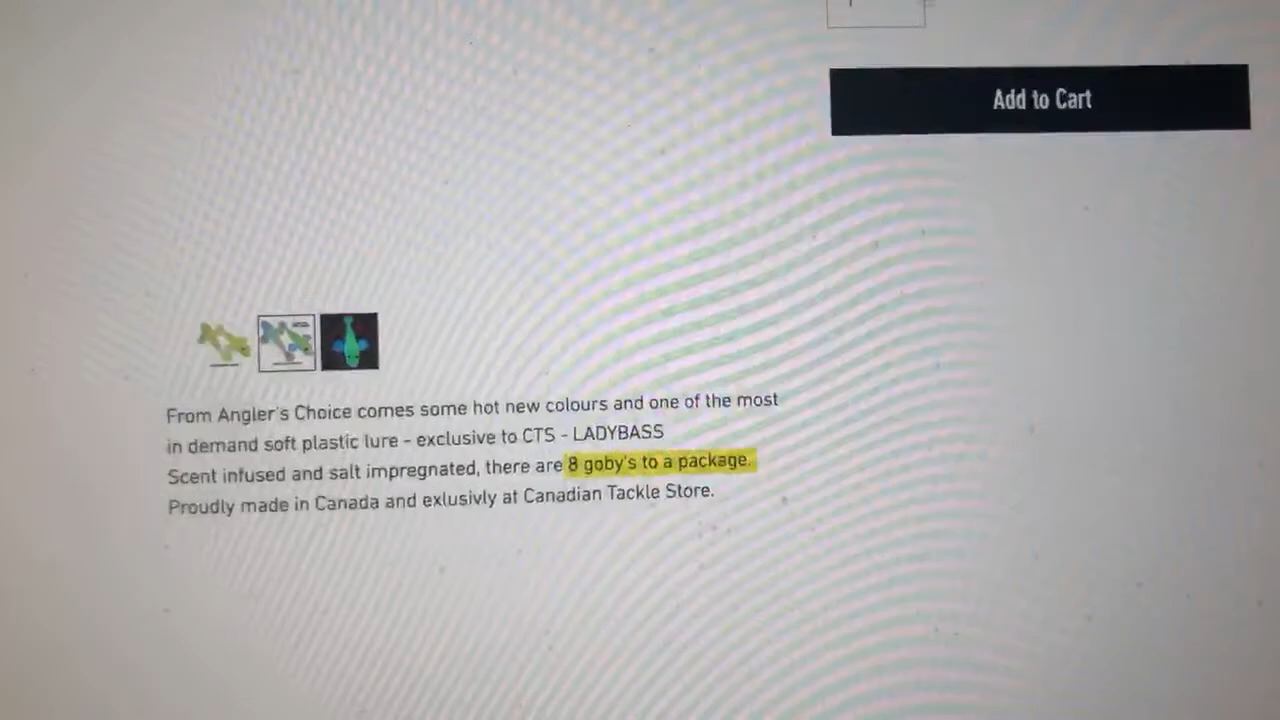 Add to Cart
From Angler's Choice comes some hot new colours and one of the most
in demand soft plastic lure - exclusive to CTS - LADYBASS
Scent infused and salt impregnated, there are 8 goby's to a package.
Proudly made in Canada and exlusivly at Canadian Tackle Store.